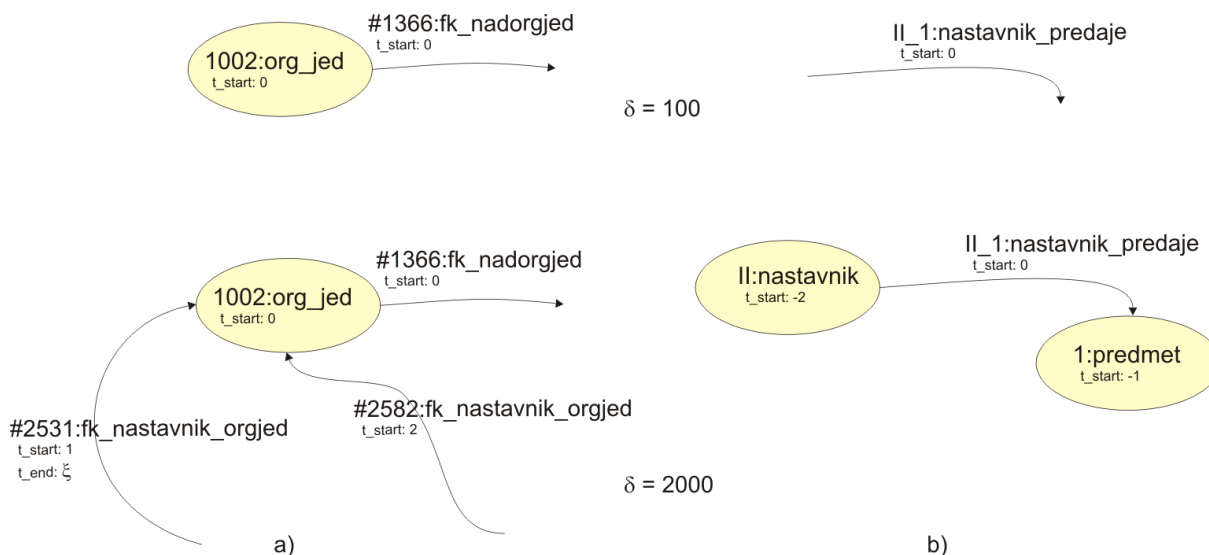 #1366:fk_nadorgjed
t_start: 0
1002:org_jed
t_start: 0
II_1:nastavnik_predaje
t_start: 0
δ = 100
#1366:fk_nadorgjed
t_start: 0
1002:org_jed
t_start: 0
II_1:nastavnik_predaje
t_start: 0
II:nastavnik
t_start: -2
1:predmet
t_start: -1
#2531:fk_nastavnik_orgjed
t_start: 1
t_end: ξ
#2582:fk_nastavnik_orgjed
t_start: 2
δ = 2000
a)
b)